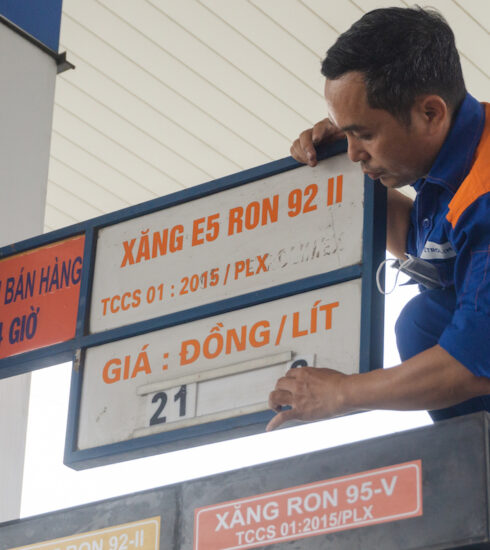 XĂNG E5 RON 92 II
TCCS 01 : 2015 / PLX
BÁN HÀNG
GIỜ
GIÁ : ĐỒNG/LÍT
21
XĂNG RON 95-V
TCCS 01:2015/PLX
RON 92-II